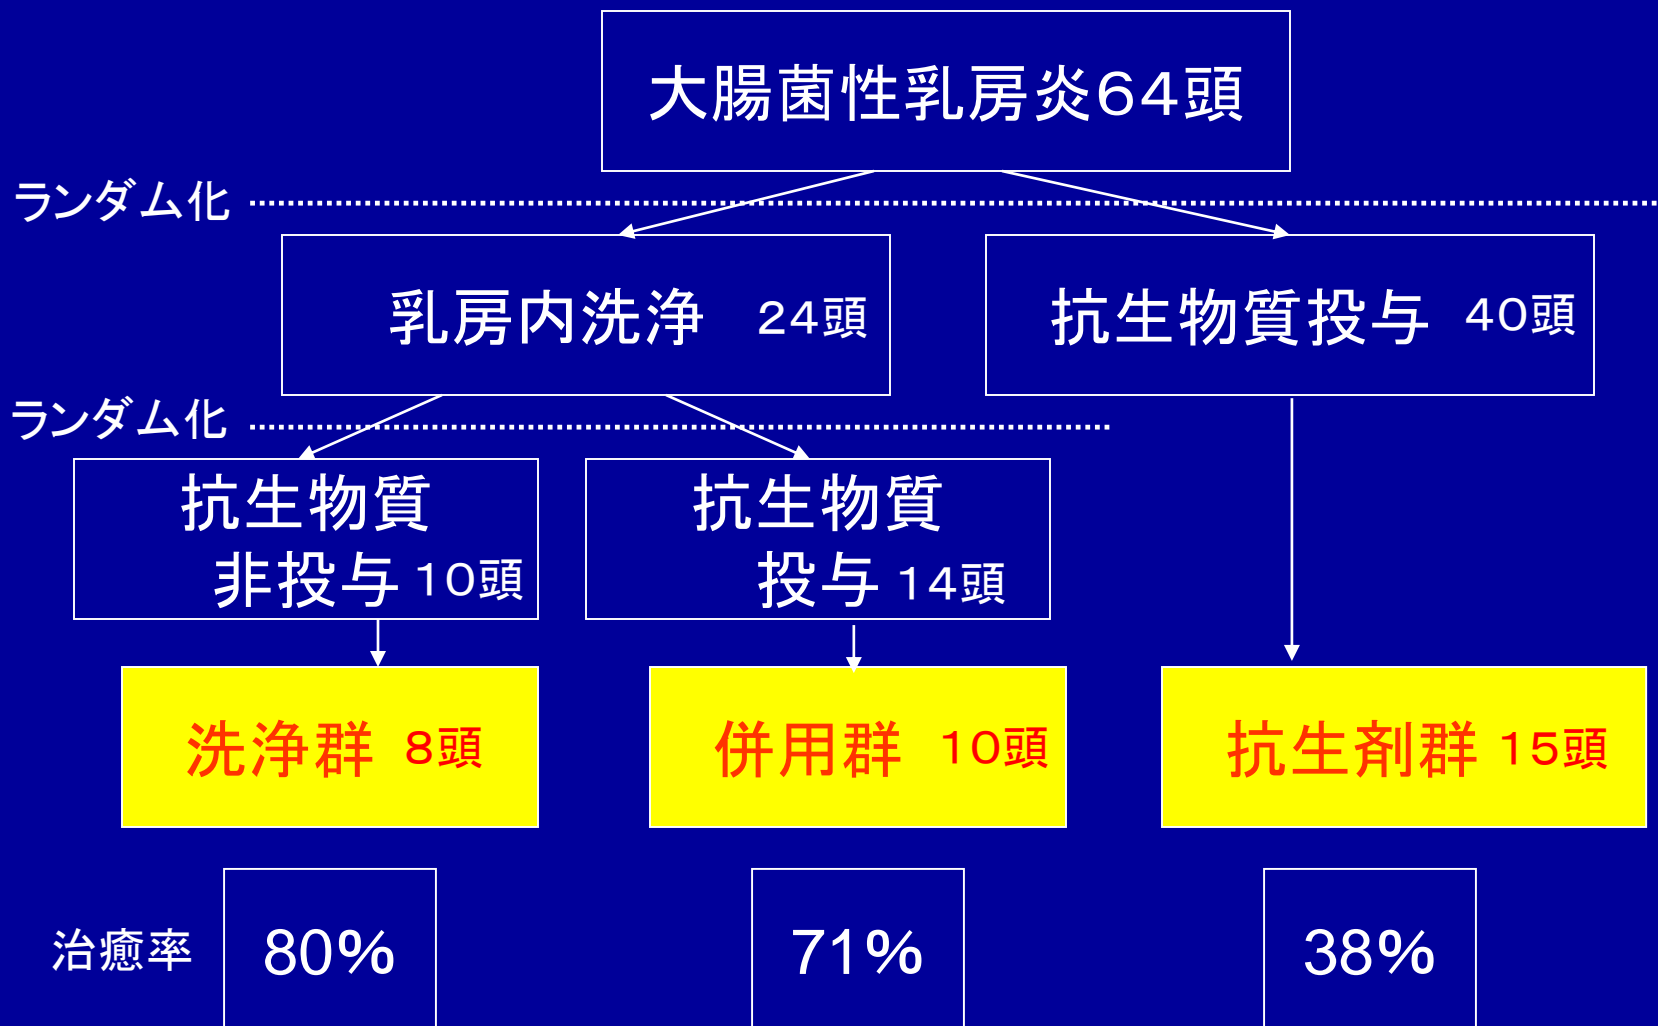 大腸菌性乳房炎64頭
ランダム化
乳房内洗浄 24頭
抗生物質投与 40頭
ランダム化
抗生物質
非投与 10頭
抗生物質
投与 14頭
洗浄群 8頭
併用群 10頭
抗生剤群 15頭
治癒率
80%
71%
38%